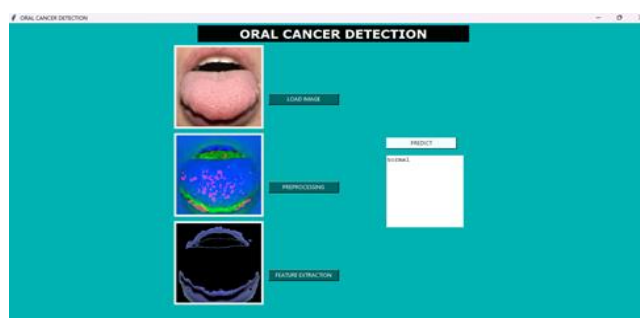 ORAL CANCER DETECTION
ORAL CANCER DETECTION
LOAD IMAGE
PREDICT
Normal
PREPROCESSING
FEATURE EXTRACTION